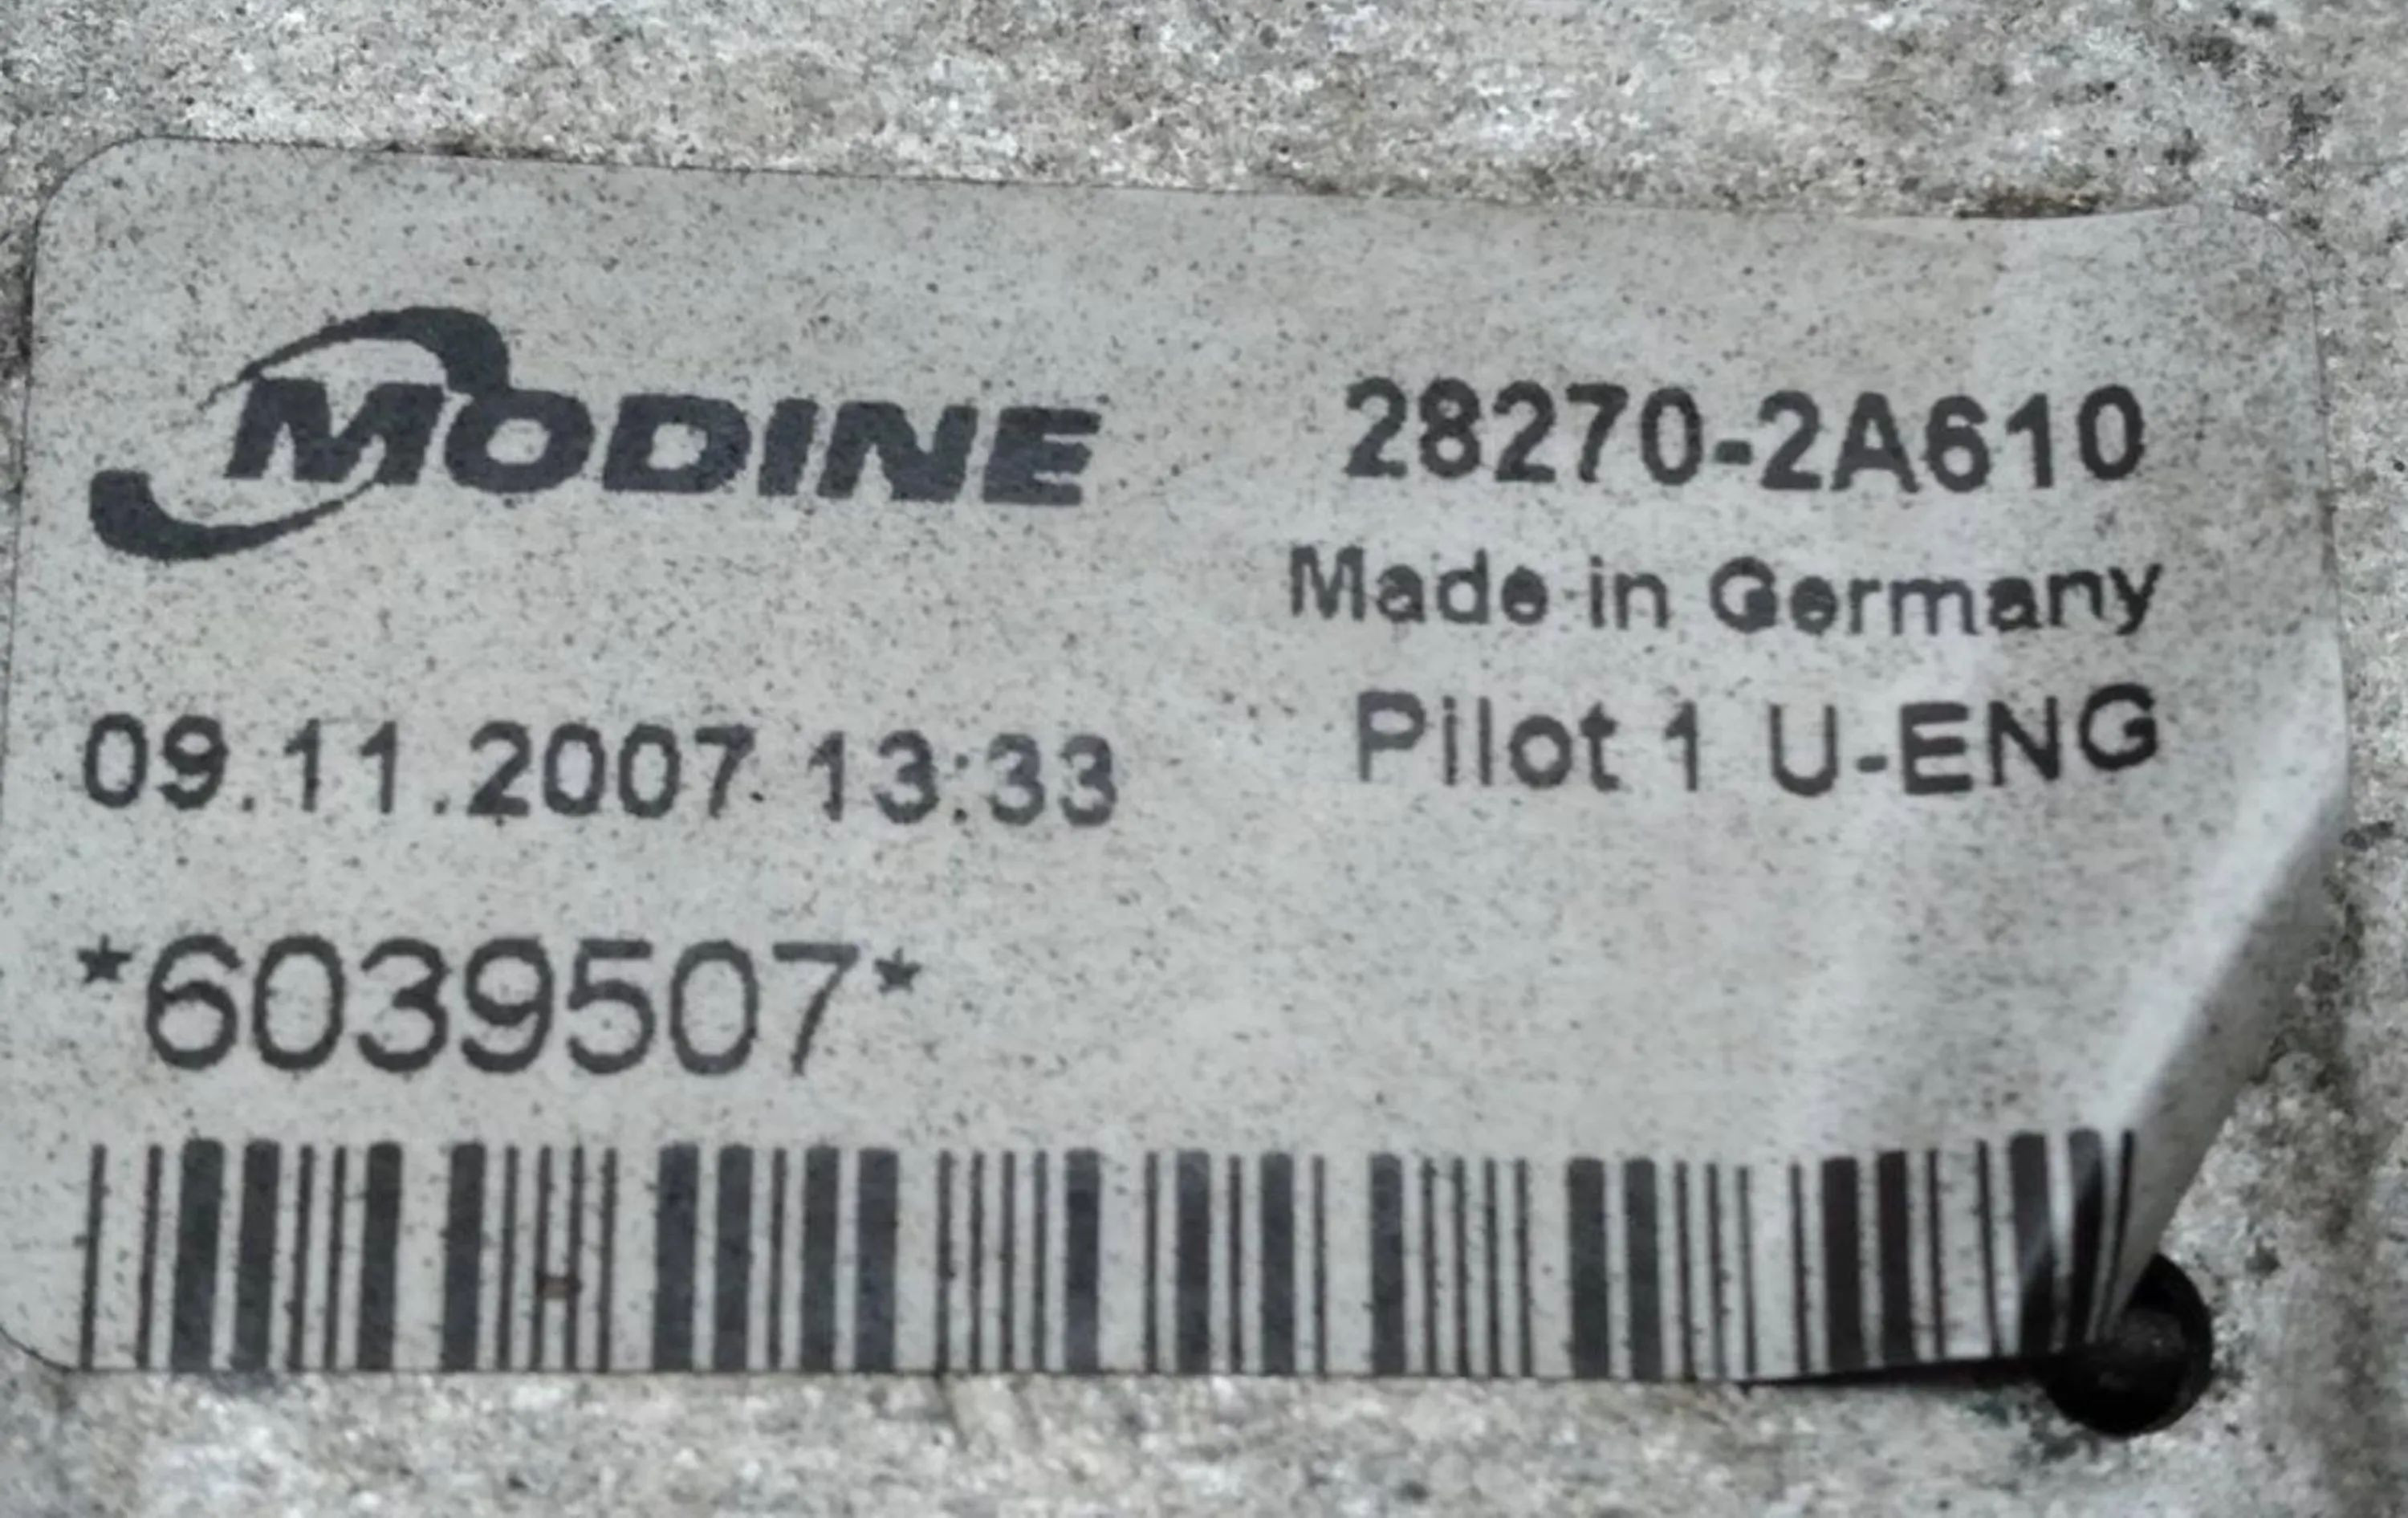 MODINE
28270-2A610
Made in Germany
Pilot 1 U-ENG
09.11.2007 13:33
*6039507*